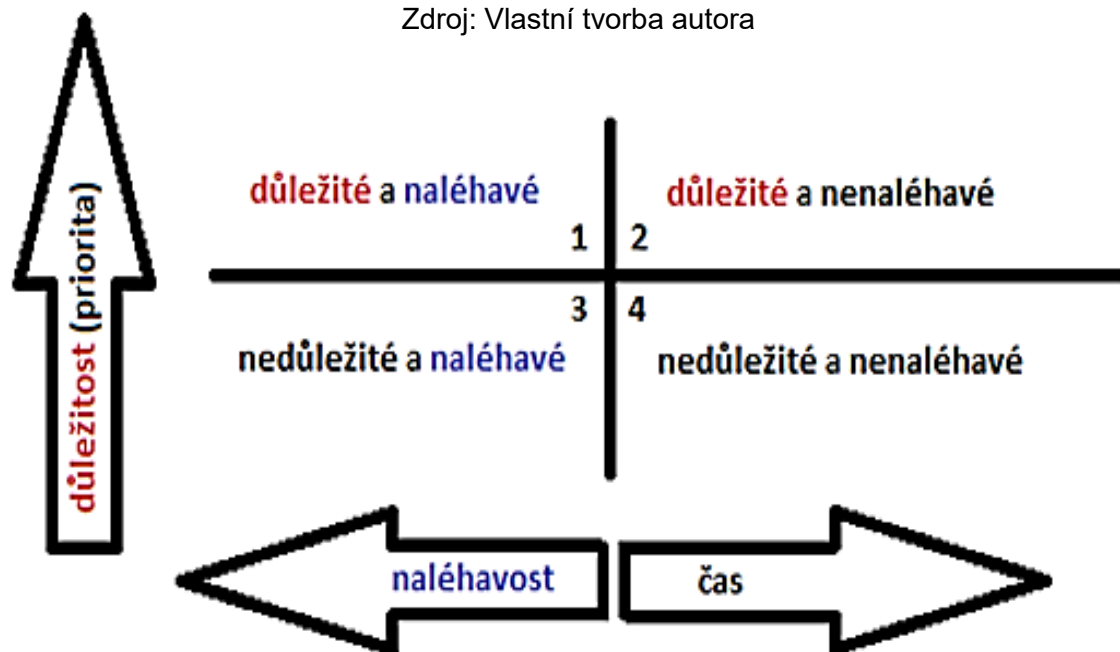 Zdroj: Vlastní tvorba autora
důležité a naléhavé
důležité a nenaléhavé
1
2
3
4
nedůležité a naléhavé
nedůležité a nenaléhavé
důležitost (priorita)
naléhavost
čas